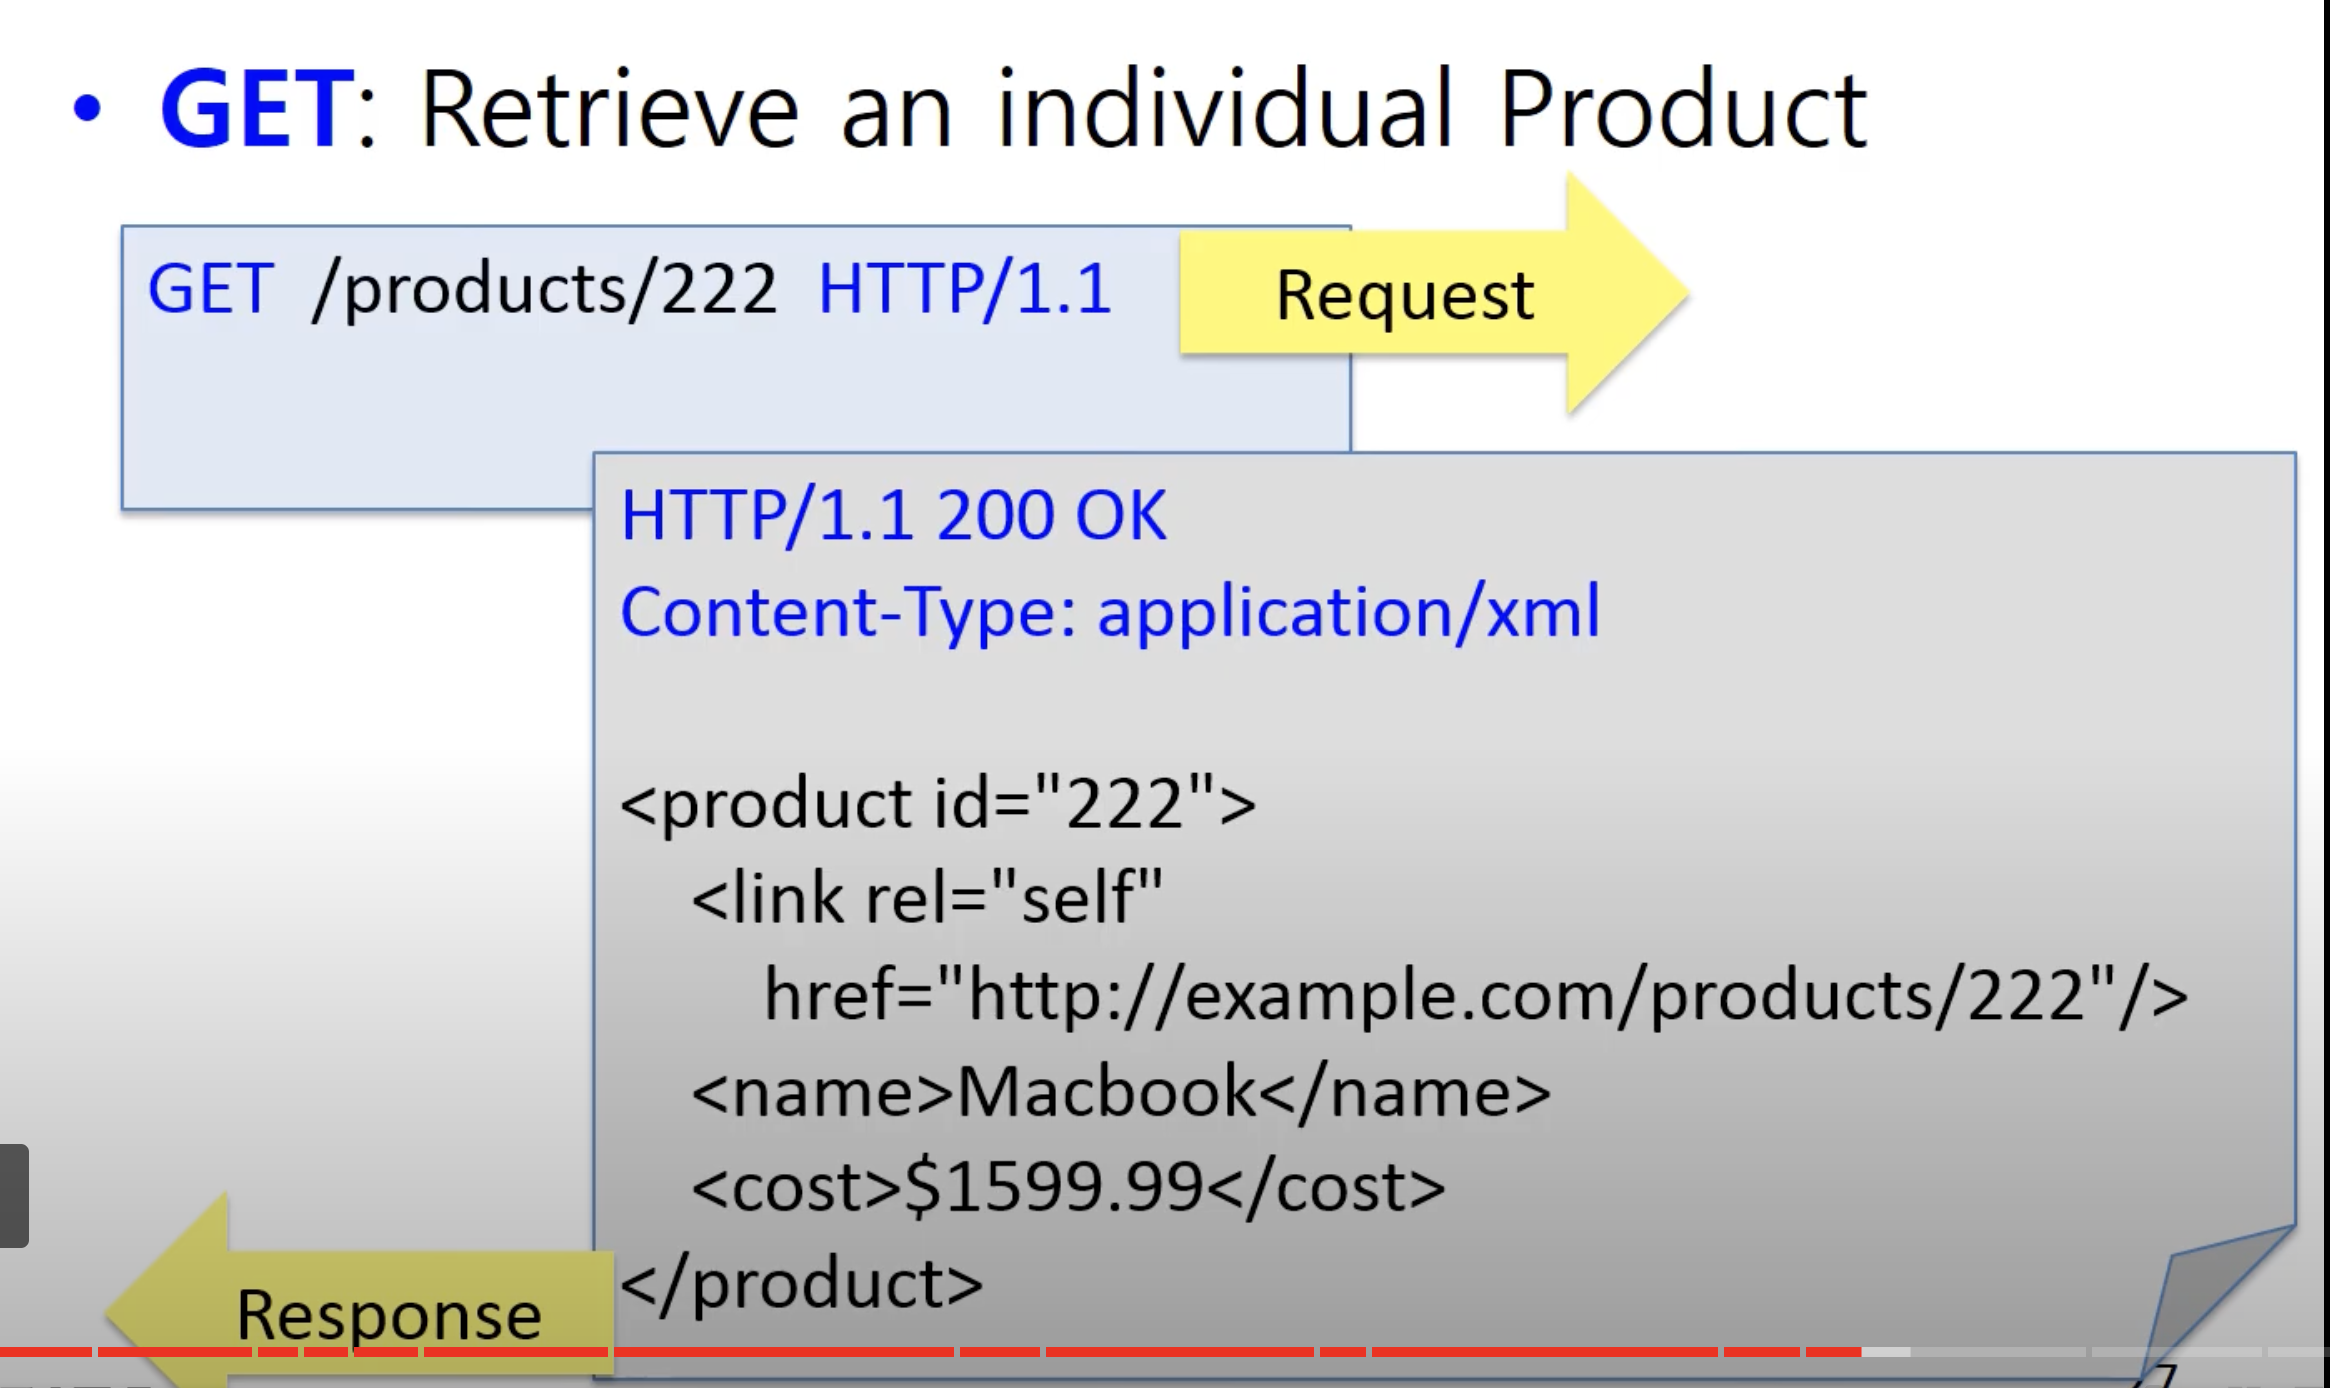 • GET: Retrieve an individual Product
GET /products/222 HTTP/1.1
Request
HTTP/1.1 200 OK
Content-Type: application/xml
<product id="222">
<link rel="self"
href="http://example.com/products/222"/>
<name>Macbook</name>
<cost>$1599.99</cost>
</product>
Response